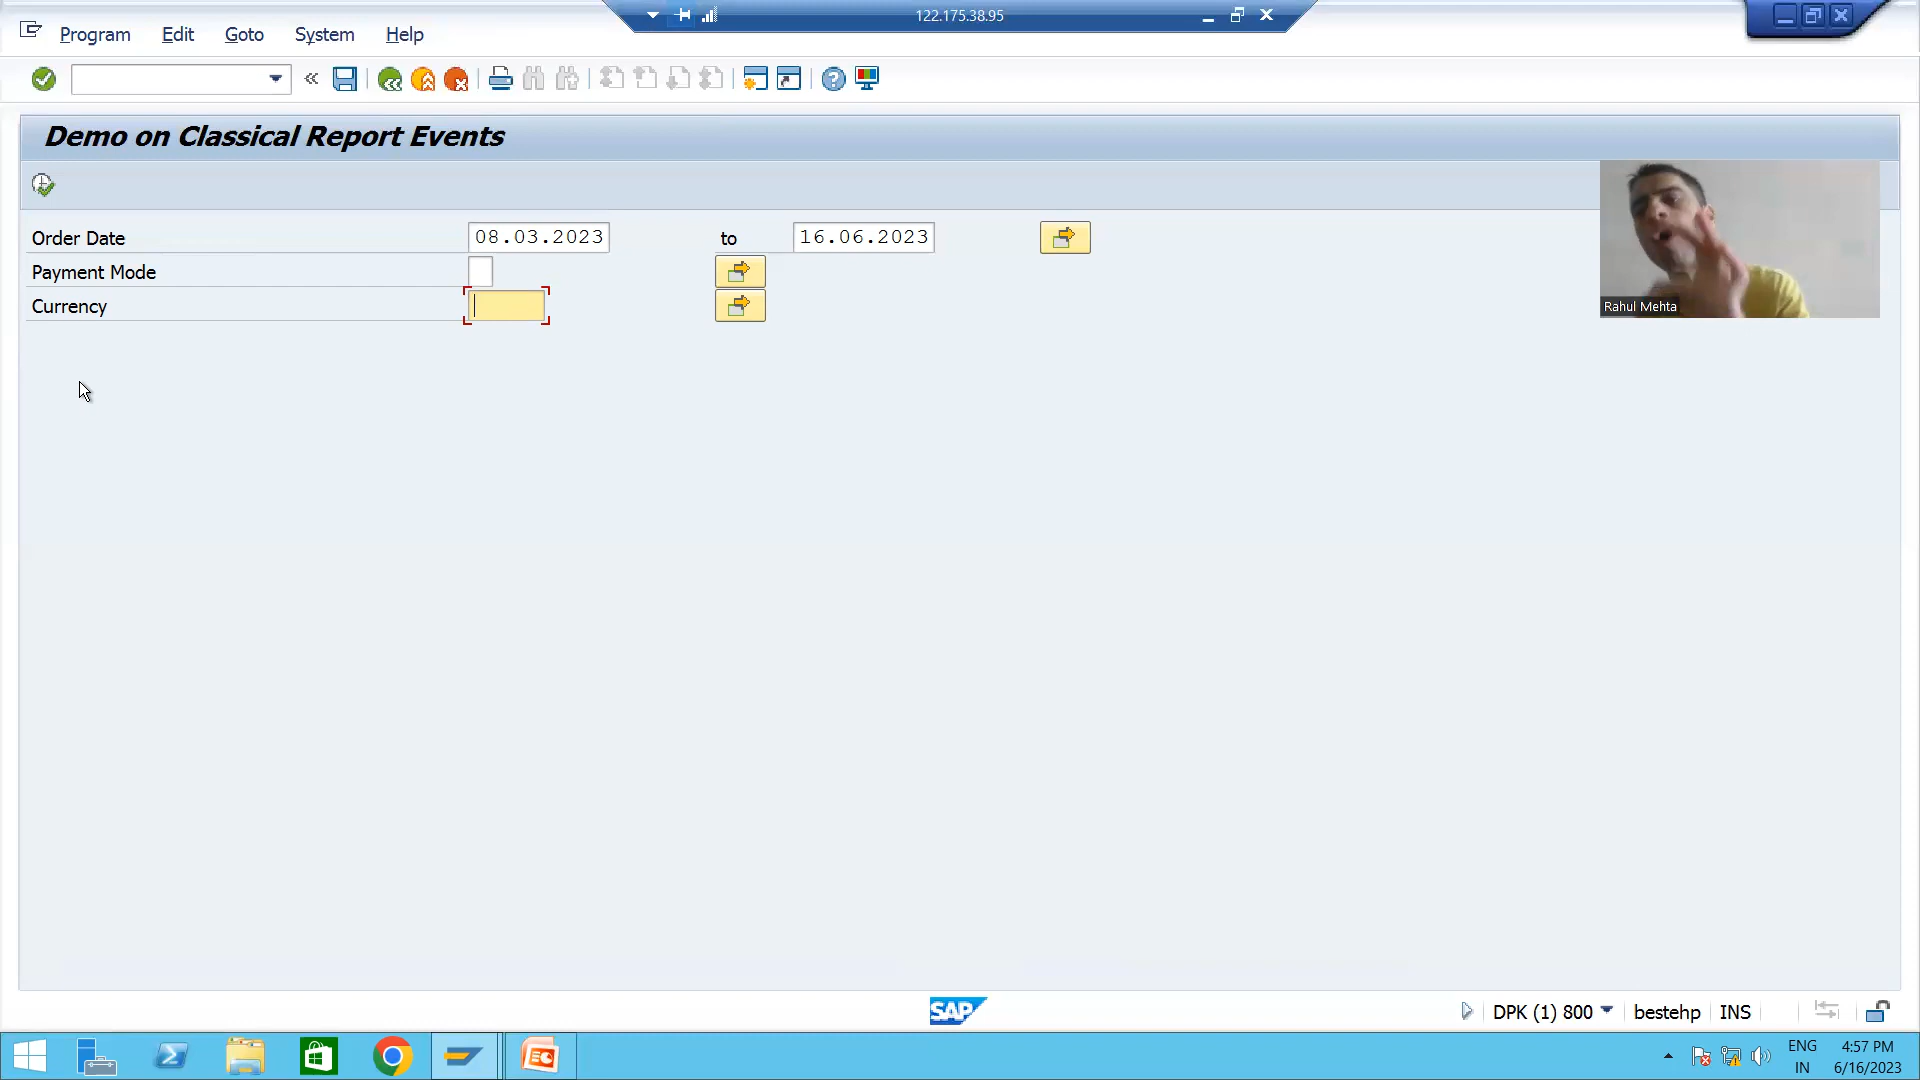 122.175.38.95
Program Edit Goto System Help
Demo on Classical Report Events
Order Date 08.03.2023 to 16.06.2023
Payment Mode
Currency
Rahul Mehta
SAP
DPK (1) 800 bestehp INS
ENG 4:57 PM
IN 6/16/2023